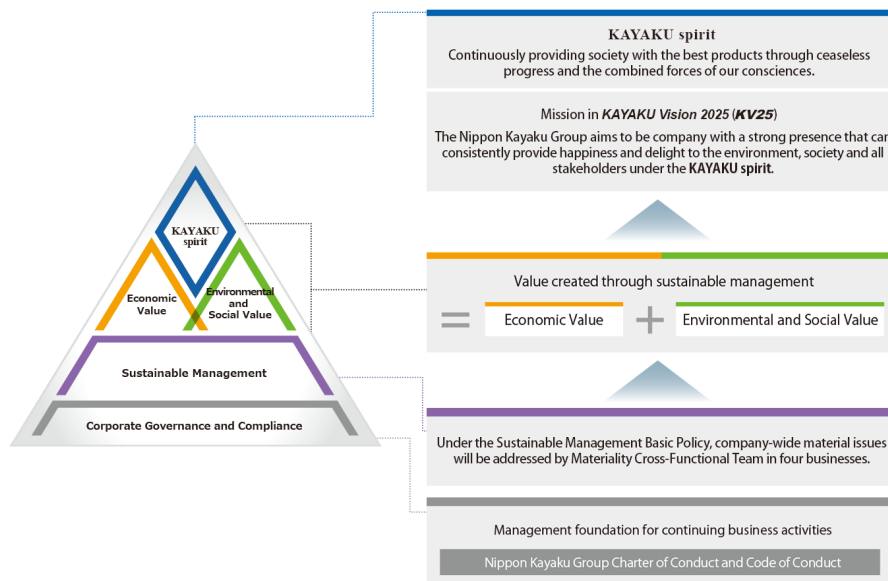 KAYAKU spirit
Continuously providing society with the best products through ceaseless
progress and the combined forces of our consciences.
Mission in KAYAKU Vision 2025 (KV25)
The Nippon Kayaku Group aims to be company with a strong presence that can
consistently provide happiness and delight to the environment, society and all
stakeholders under the KAYAKU spirit.
KAYAKU
spirit
Economic
Value
Environmental
and
Social Value
Sustainable Management
Corporate Governance and Compliance
Value created through sustainable management
= Economic Value + Environmental and Social Value
Under the Sustainable Management Basic Policy, company-wide material issues
will be addressed by Materiality Cross-Functional Team in four businesses.
Management foundation for continuing business activities
Nippon Kayaku Group Charter of Conduct and Code of Conduct